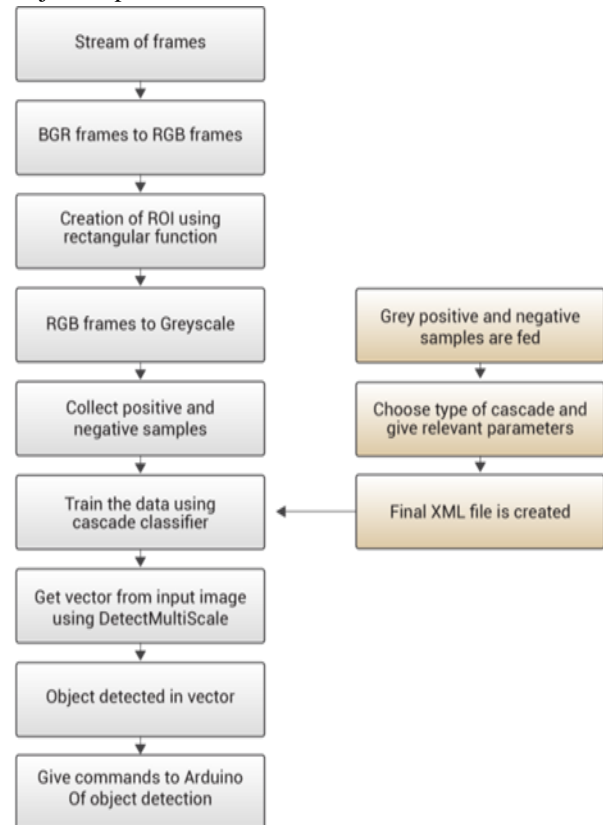 Stream of frames
BGR frames to RGB frames
Creation of ROI using
rectangular function
RGB frames to Greyscale
Collect positive and
negative samples
Train the data using
cascade classifier
Get vector from input image
using DetectMultiScale
Object detected in vector
Give commands to Arduino
Of object detection
Grey positive and negative
samples are fed
Choose type of cascade and
give relevant parameters
Final XML file is created